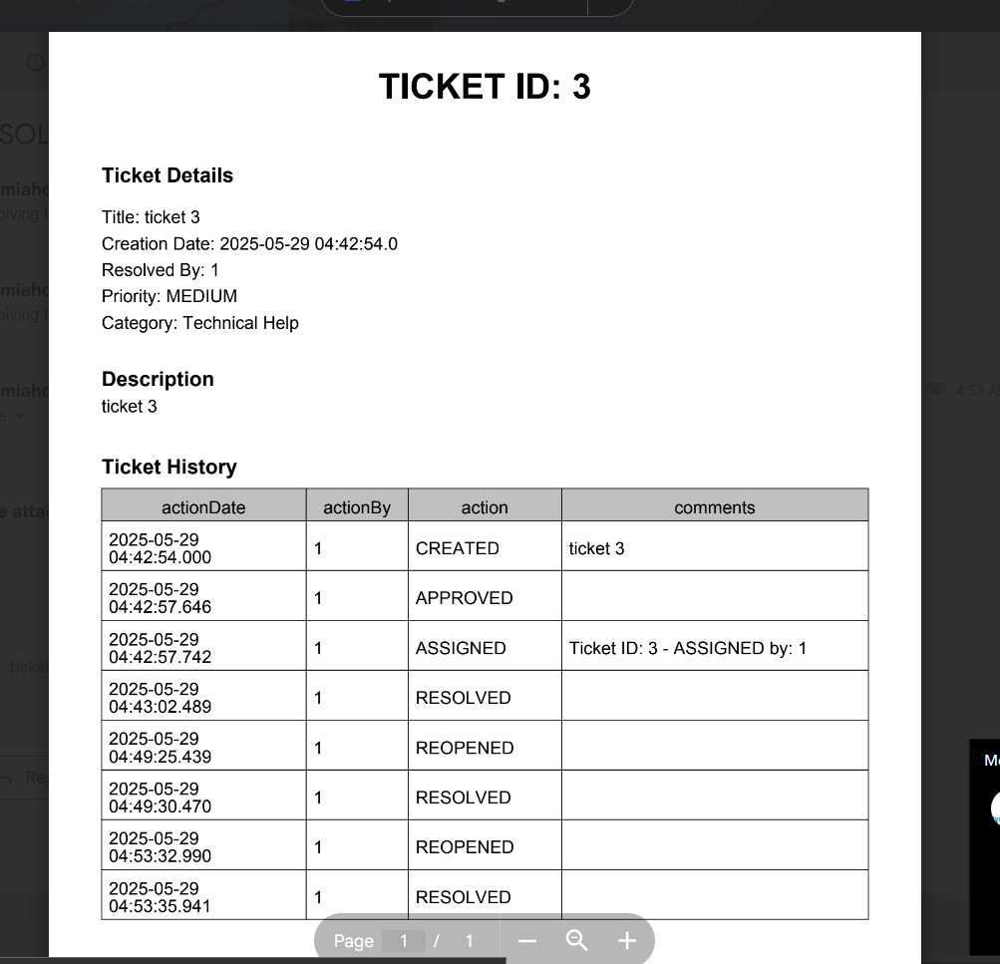 TICKET ID: 3
Ticket Details
Title: ticket 3
Creation Date: 2025-05-29 04:42:54.0
Resolved By: 1
Priority: MEDIUM
Category: Technical Help
Description
ticket 3
Ticket History
actionDate actionBy action comments
2025-05-29
04:42:54.000 1 CREATED ticket 3
2025-05-29
04:42:57.646 1 APPROVED
2025-05-29
04:42:57.742 1 ASSIGNED Ticket ID: 3 - ASSIGNED by: 1
2025-05-29
04:43:02.489 1 RESOLVED
2025-05-29
04:49:25.439 1 REOPENED
2025-05-29
04:49:30.470 1 RESOLVED
2025-05-29
04:53:32.990 1 REOPENED
2025-05-29
04:53:35.941 1 RESOLVED
Page 1 / 1
4:53